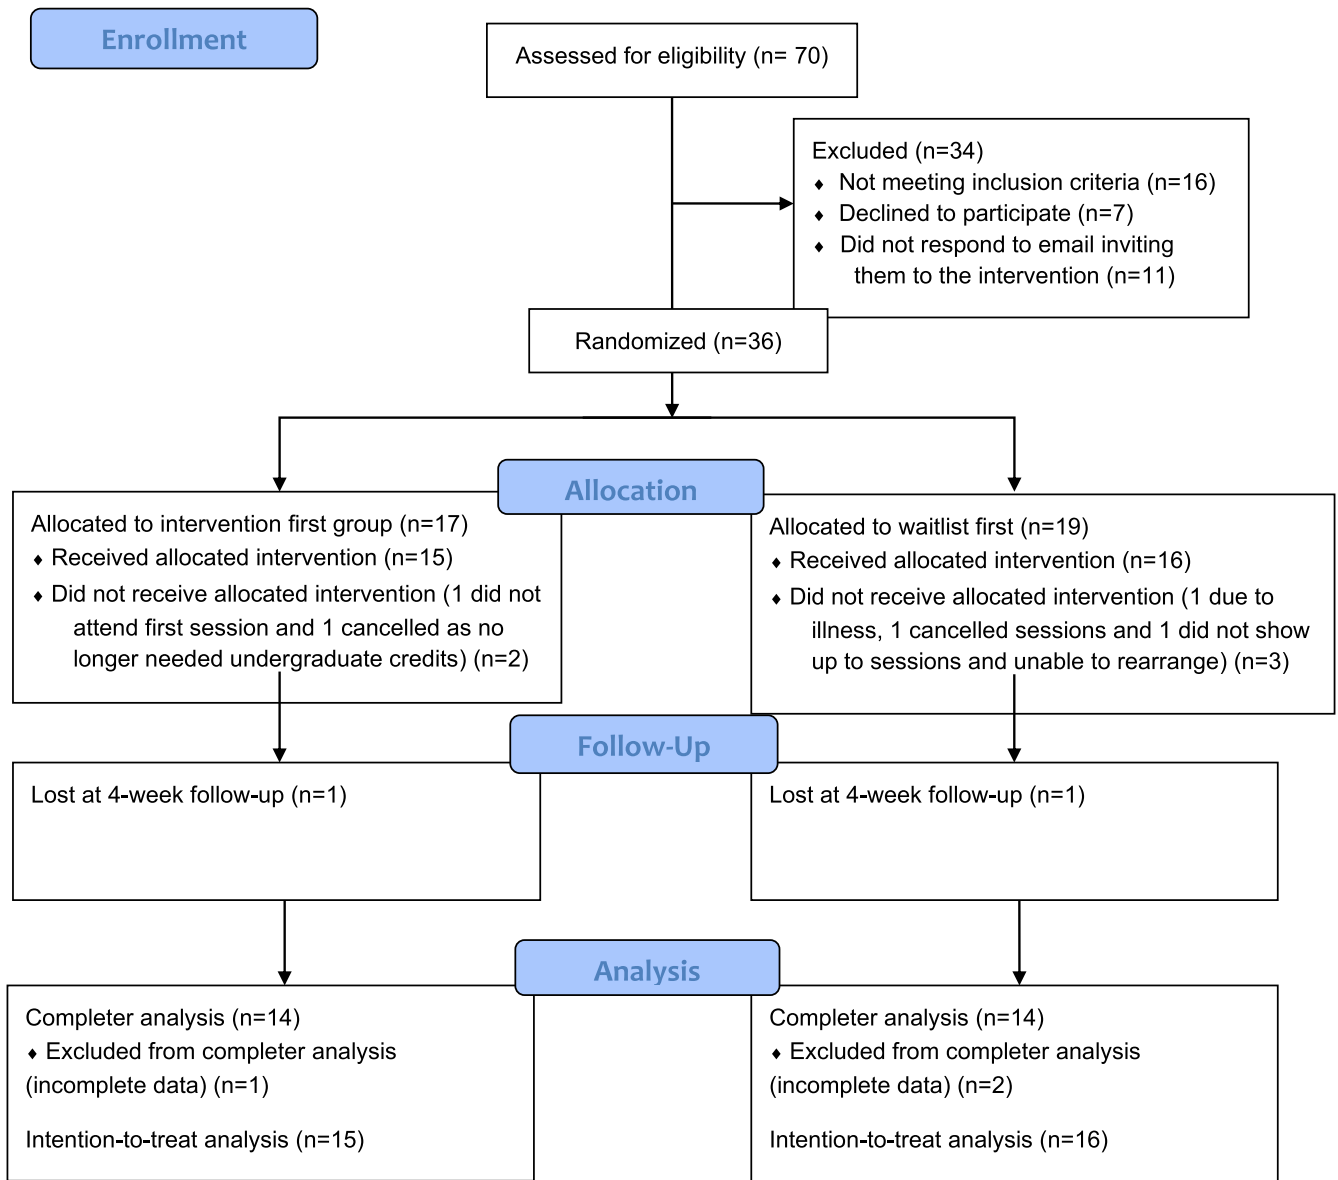 Enrollment
Assessed for eligibility (n= 70)
Excluded (n=34)
♦ Not meeting inclusion criteria (n=16)
♦ Declined to participate (n=7)
♦ Did not respond to email inviting
them to the intervention (n=11)
Randomized (n=36)
Allocation
Allocated to intervention first group (n=17)
♦ Received allocated intervention (n=15)
♦ Did not receive allocated intervention (1 did not
attend first session and 1 cancelled as no
longer needed undergraduate credits) (n=2)
Allocated to waitlist first (n=19)
♦ Received allocated intervention (n=16)
♦ Did not receive allocated intervention (1 due to
illness, 1 cancelled sessions and 1 did not show
up to sessions and unable to rearrange) (n=3)
Follow-Up
Lost at 4-week follow-up (n=1)
Lost at 4-week follow-up (n=1)
Analysis
Completer analysis (n=14)
♦ Excluded from completer analysis
(incomplete data) (n=1)
Intention-to-treat analysis (n=15)
Completer analysis (n=14)
♦ Excluded from completer analysis
(incomplete data) (n=2)
Intention-to-treat analysis (n=16)